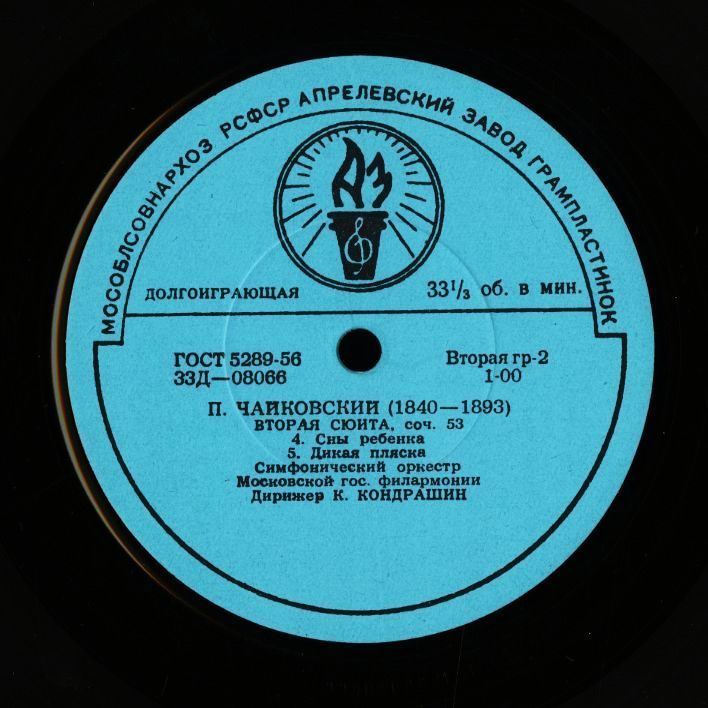 МОСОБЛСОВНАРХОЗ РСФСР АПРЕЛЕВСКИЙ ЗАВОД ГРАМПЛАСТИНОК
АЗ
ДОЛГОИГРАЮЩАЯ 33⅓ об. в мин.
ГОСТ 5289-56 Вторая гр-2
33Д—08066 1-00
П. ЧАЙКОВСКИЙ (1840—1893)
ВТОРАЯ СЮИТА, соч. 53
4. Сны ребенка
5. Дикая пляска
Симфонический оркестр
Московской гос. филармонии
Дирижер К. КОНДРАШИН